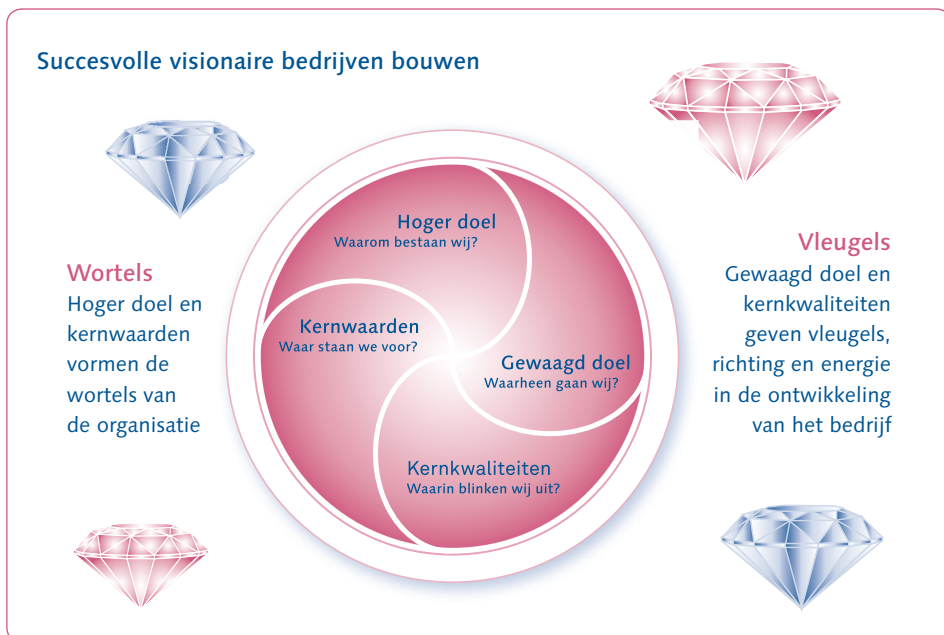 Succesvolle visionaire bedrijven bouwen
Hoger doel
Waarom bestaan wij?
Kernwaarden
Waar staan we voor?
Gewaagd doel
Waarheen gaan wij?
Kernkwaliteiten
Waarin blinken wij uit?
Wortels
Hoger doel en
kernwaarden
vormen de
wortels van
de organisatie
Vleugels
Gewaagd doel en
kernkwaliteiten
geven vleugels,
richting en energie
in de ontwikkeling
van het bedrijf